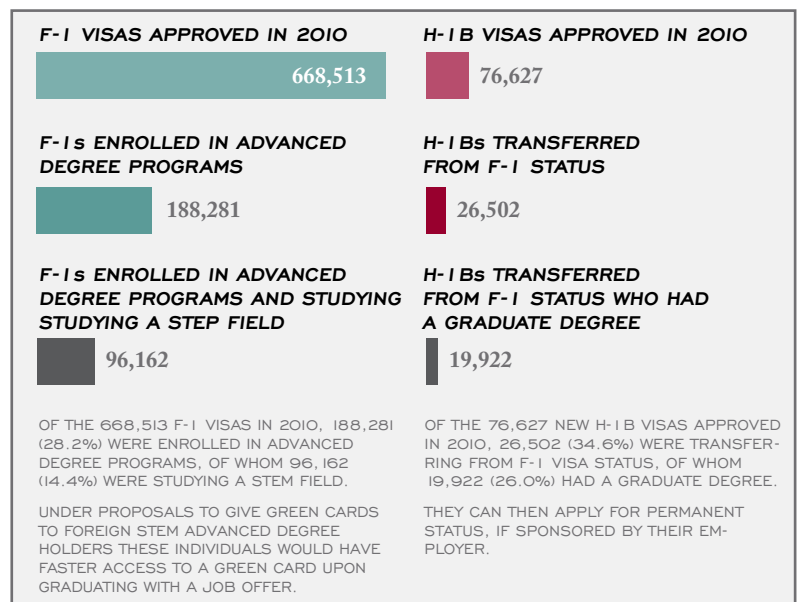 F-1 VISAS APPROVED IN 2010
668,513
F-1s ENROLLED IN ADVANCED
DEGREE PROGRAMS
188,281
F-1s ENROLLED IN ADVANCED
DEGREE PROGRAMS AND STUDYING
STUDYING A STEP FIELD
96,162
OF THE 668,513 F-1 VISAS IN 2010, 188,281
(28.2%) WERE ENROLLED IN ADVANCED
DEGREE PROGRAMS, OF WHOM 96,162
(14.4%) WERE STUDYING A STEM FIELD.
UNDER PROPOSALS TO GIVE GREEN CARDS
TO FOREIGN STEM ADVANCED DEGREE
HOLDERS THESE INDIVIDUALS WOULD HAVE
FASTER ACCESS TO A GREEN CARD UPON
GRADUATING WITH A JOB OFFER.
H-1B VISAS APPROVED IN 2010
76,627
H-1Bs TRANSFERRED
FROM F-1 STATUS
26,502
H-1Bs TRANSFERRED
FROM F-1 STATUS WHO HAD
A GRADUATE DEGREE
19,922
OF THE 76,627 NEW H-1B VISAS APPROVED
IN 2010, 26,502 (34.6%) WERE TRANSFER-
RING FROM F-1 VISA STATUS, OF WHOM
19,922 (26.0%) HAD A GRADUATE DEGREE.
THEY CAN THEN APPLY FOR PERMANENT
STATUS, IF SPONSORED BY THEIR EM-
PLOYER.